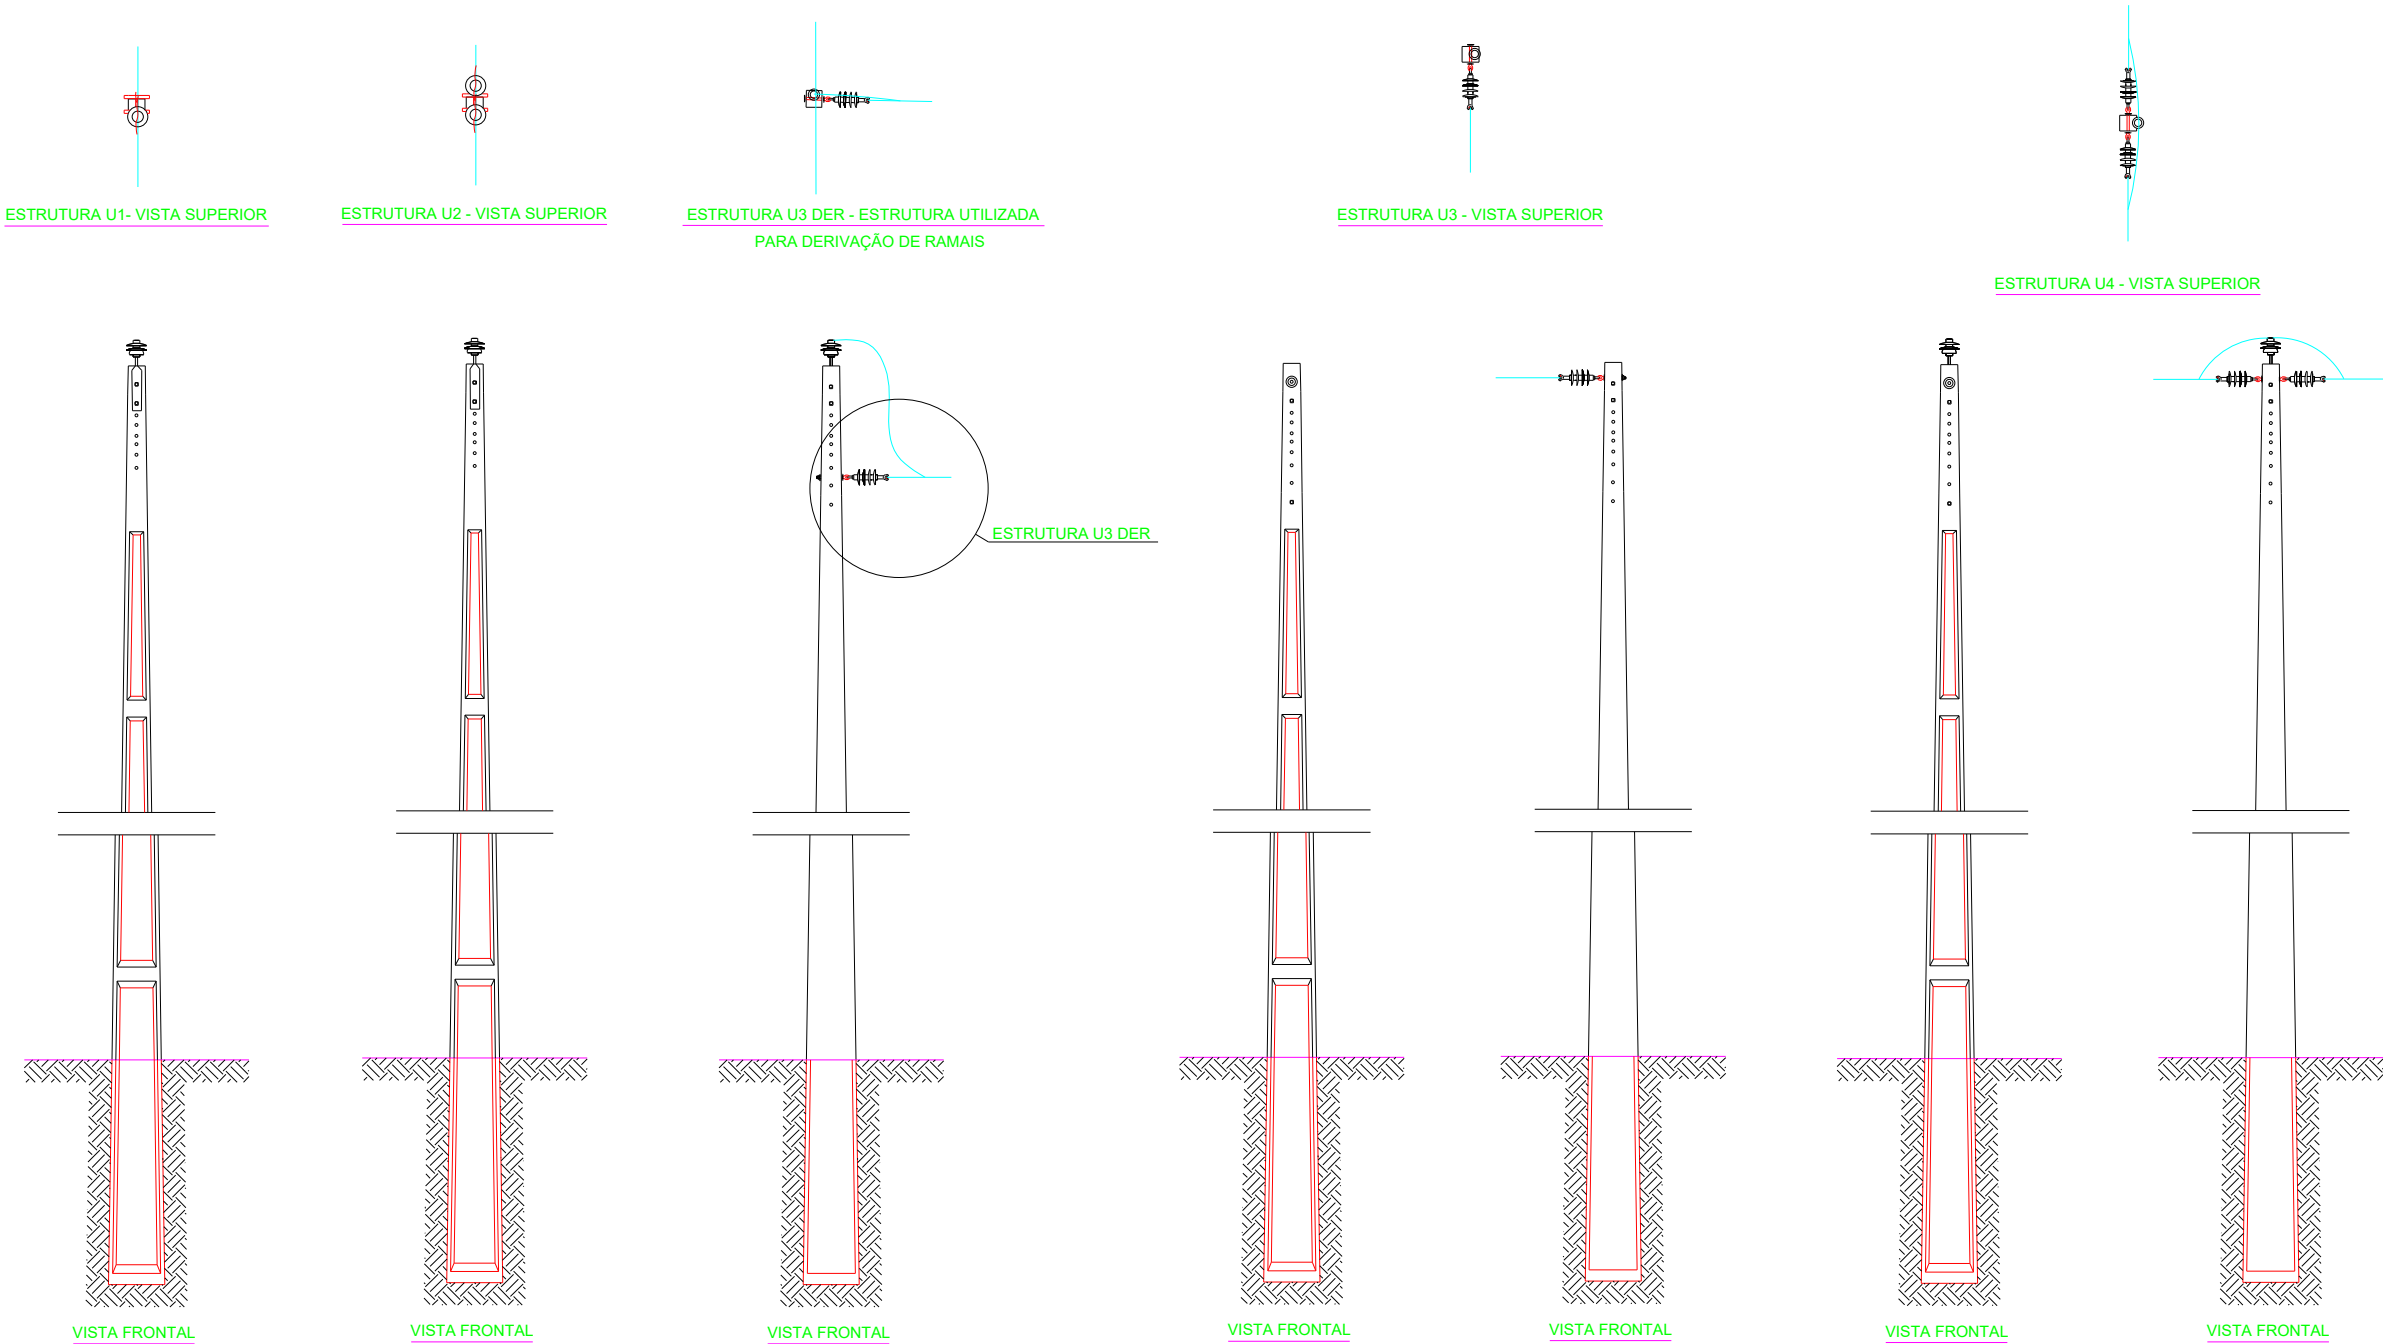 ESTRUTURA U1- VISTA SUPERIOR
ESTRUTURA U2 - VISTA SUPERIOR
ESTRUTURA U3 DER - ESTRUTURA UTILIZADA
PARA DERIVAÇÃO DE RAMAIS
ESTRUTURA U3 - VISTA SUPERIOR
ESTRUTURA U4 - VISTA SUPERIOR
ESTRUTURA U3 DER
VISTA FRONTAL
VISTA FRONTAL
VISTA FRONTAL
VISTA FRONTAL
VISTA FRONTAL
VISTA FRONTAL
VISTA FRONTAL